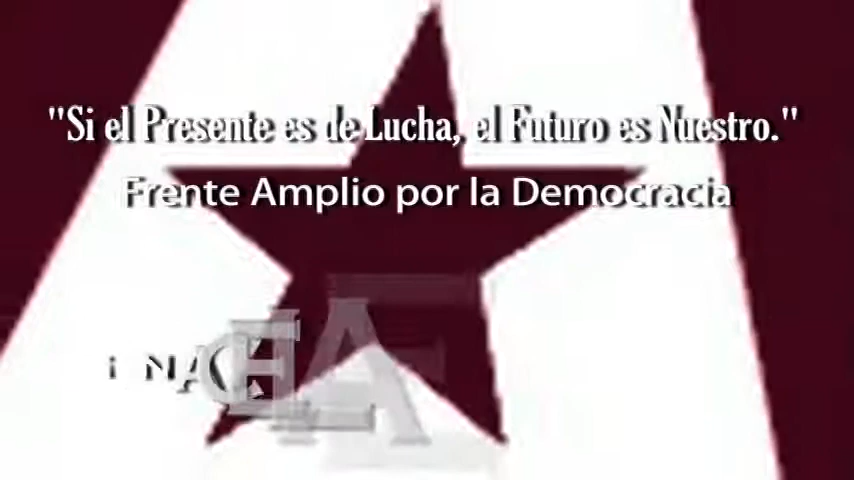 "Si el Presente es de Lucha, el Futuro es Nuestro."
Frente Amplio por la Democracia